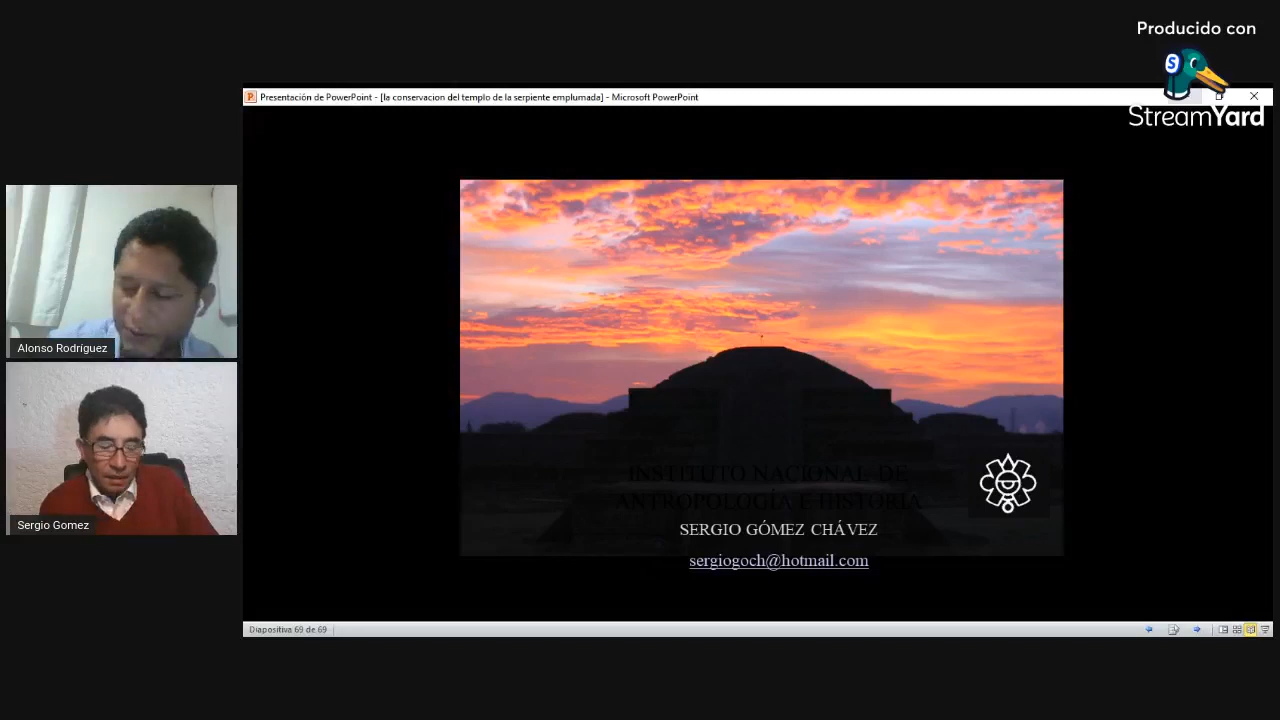 Producido con
StreamYard
Presentación de PowerPoint - [la conservacion del templo de la serpiente emplumada] - Microsoft PowerPoint
Alonso Rodríguez
Sergio Gomez
INSTITUTO NACIONAL DE
ANTROPOLOGÍA E HISTORIA
SERGIO GÓMEZ CHÁVEZ
sergiogoch@hotmail.com
Diapositiva 69 de 69